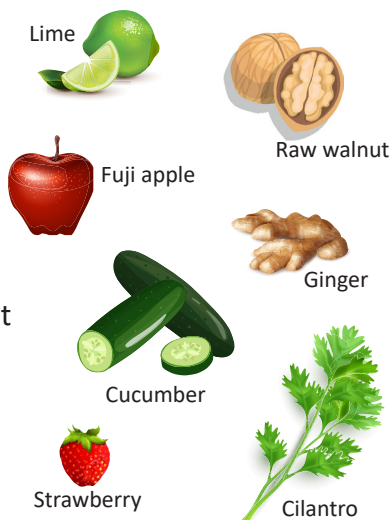 Lime
Raw walnut
Fuji apple
Ginger
t
Cucumber
Strawberry
Cilantro